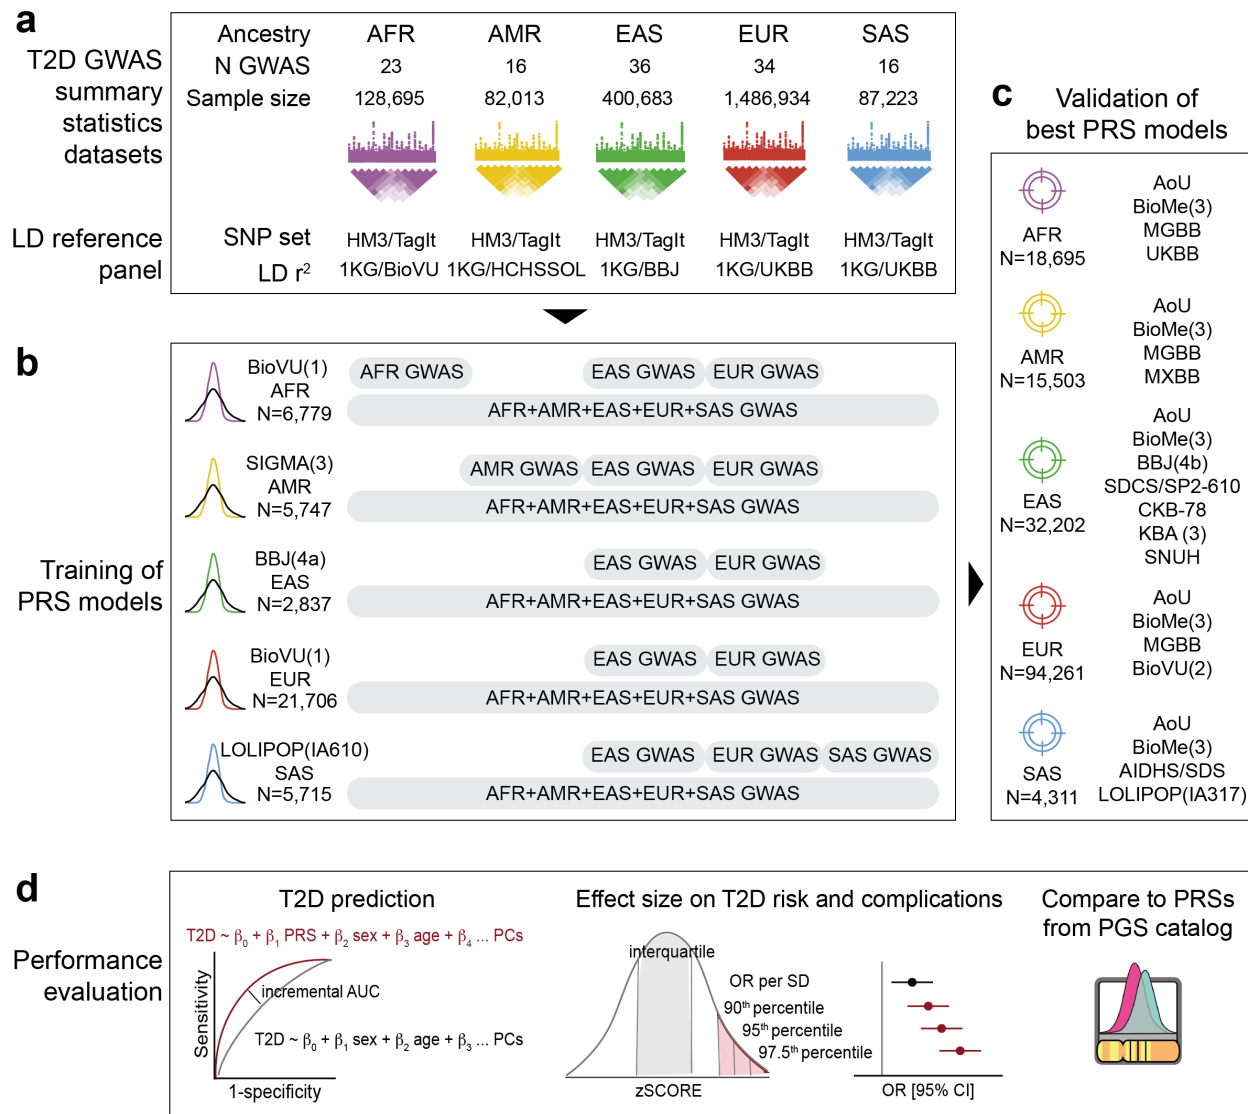 a
T2D GWAS
summary
statistics
datasets
Ancestry AFR AMR EAS EUR SAS
N GWAS 23 16 36 34 16
Sample size 128,695 82,013 400,683 1,486,934 87,223
LD reference
panel
SNP set HM3/TagIt HM3/TagIt HM3/TagIt HM3/TagIt HM3/TagIt
LD r² 1KG/BioVU 1KG/HCHSSOL 1KG/BBJ 1KG/UKBB 1KG/UKBB
b
Training of
PRS models
BioVU(1)
AFR
N=6,779
AFR GWAS EAS GWAS EUR GWAS
AFR+AMR+EAS+EUR+SAS GWAS
SIGMA(3)
AMR
N=5,747
AMR GWAS EAS GWAS EUR GWAS
AFR+AMR+EAS+EUR+SAS GWAS
BBJ(4a)
EAS
N=2,837
EAS GWAS EUR GWAS
AFR+AMR+EAS+EUR+SAS GWAS
BioVU(1)
EUR
N=21,706
EAS GWAS EUR GWAS
AFR+AMR+EAS+EUR+SAS GWAS
LOLIPOP(IA610)
SAS
N=5,715
EAS GWAS EUR GWAS SAS GWAS
AFR+AMR+EAS+EUR+SAS GWAS
c
Validation of
best PRS models
AFR
N=18,695
AoU
BioMe(3)
MGBB
UKBB
AMR
N=15,503
AoU
BioMe(3)
MGBB
MXBB
EAS
N=32,202
AoU
BioMe(3)
BBJ(4b)
SDCS/SP2-610
CKB-78
KBA (3)
SNUH
EUR
N=94,261
AoU
BioMe(3)
MGBB
BioVU(2)
SAS
N=4,311
AoU
BioMe(3)
AIDHS/SDS
LOLIPOP(IA317)
d
Performance
evaluation
T2D prediction
T2D ~ β₀ + β₁ PRS + β₂ sex + β₃ age + β₄ ... PCs
Sensitivity
incremental AUC
T2D ~ β₀ + β₁ sex + β₂ age + β₃ ... PCs
1-specificity
Effect size on T2D risk and complications
interquartile
zSCORE
OR per SD
90th percentile
95th percentile
97.5th percentile
OR [95% CI]
Compare to PRSs
from PGS catalog